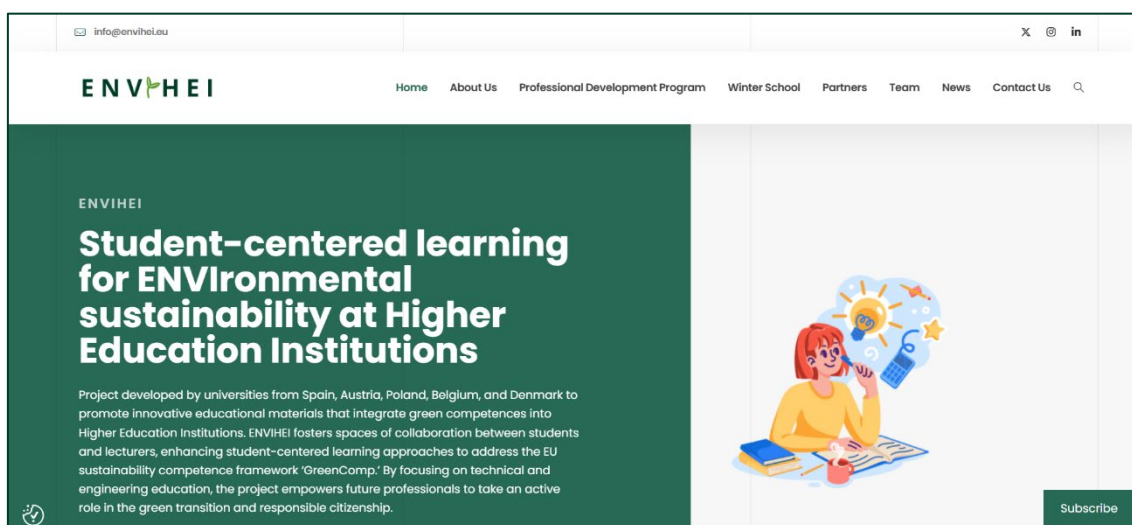 info@envihei.eu
ENVIHEI
Home About Us Professional Development Program Winter School Partners Team News Contact Us
ENVIHEI
Student-centered learning
for ENVIronmental
sustainability at Higher
Education Institutions
Project developed by universities from Spain, Austria, Poland, Belgium, and Denmark to
promote innovative educational materials that integrate green competences into
Higher Education Institutions. ENVIHEI fosters spaces of collaboration between students
and lecturers, enhancing student-centered learning approaches to address the EU
sustainability competence framework ‘GreenComp.’ By focusing on technical and
engineering education, the project empowers future professionals to take an active
role in the green transition and responsible citizenship.
Subscribe